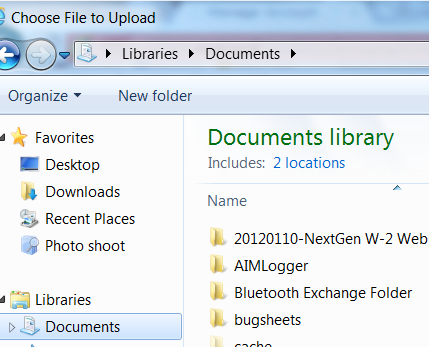 Choose File to Upload
Libraries Documents
Organize New folder
Favorites
Desktop
Downloads
Recent Places
Photo shoot
Libraries
Documents
Documents library
Includes: 2 locations
Name
20120110-NextGen W-2 Web
AIMLogger
Bluetooth Exchange Folder
bugsheets
cache